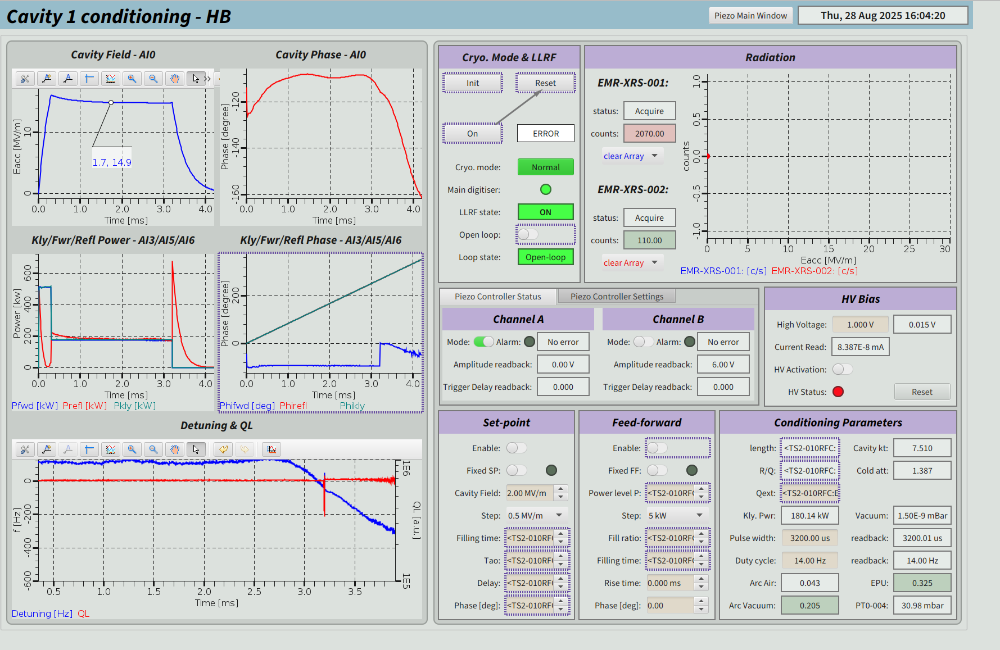 Cavity 1 conditioning - HB
Piezo Main Window
Thu, 28 Aug 2025 16:04:20
Cavity Field - AI0
Eacc [MV/m]
10
0
1.7, 14.9
0.0 1.0 2.0 3.0 4.0
Time [ms]
Cavity Phase - AI0
Phase [degree]
-120
-140
-160
0.0 1.0 2.0 3.0 4.0
Time [ms]
Kly/Fwr/Refl Power - AI3/AI5/AI6
Power [kw]
600
400
200
0
0.0 1.0 2.0 3.0 4.0
Time [ms]
Pfwd [kW] Prefl [kW] Pkly [kW]
Kly/Fwr/Refl Phase - AI3/AI5/AI6
Phase [degree]
200
0
0.0 1.0 2.0 3.0 4.0
Time [ms]
Phifwd [deg] Phirefl Phikly
Detuning & QL
f [Hz]
0
-200
-400
-600
1E6
1E5
QL [a.u.]
0.5 1.0 1.5 2.0 2.5 3.0 3.5
Time [ms]
Detuning [Hz] QL
Cryo. Mode & LLRF
Init Reset
On ERROR
Cryo. mode: Normal
Main digitiser:
LLRF state: ON
Open loop:
Loop state: Open-loop
Radiation
EMR-XRS-001:
status: Acquire
counts: 2070.00
clear Array
EMR-XRS-002:
status: Acquire
counts: 110.00
clear Array
counts
1.0
0.5
0.0
-0.5
-1.0
0 5 10 15 20 25 30
Eacc [MV/m]
EMR-XRS-001: [c/s] EMR-XRS-002: [c/s]
Piezo Controller Status Piezo Controller Settings
Channel A
Mode: Alarm: No error
Amplitude readback: 0.00 V
Trigger Delay readback: 0.000
Channel B
Mode: Alarm: No error
Amplitude readback: 6.00 V
Trigger Delay readback: 0.000
HV Bias
High Voltage: 1.000 V 0.015 V
Current Read: 8.387E-8 mA
HV Activation:
HV Status: Reset
Set-point
Enable:
Fixed SP:
Cavity Field: 2.00 MV/m
Step: 0.5 MV/m
Filling time: <TS2-010RF
Tao: <TS2-010RF
Delay: <TS2-010RF
Phase [deg]: <TS2-010RF
Feed-forward
Enable:
Fixed FF:
Power level P: <TS2-010RF
Step: 5 kW
Fill ratio: <TS2-010RF
Filling time: <TS2-010RF
Rise time: 0.000 ms
Phase [deg]: 0.00
Conditioning Parameters
length: <TS2-010RFC: Cavity kt: 7.510
R/Q: <TS2-010RFC: Cold att: 1.387
Qext: <TS2-010RFC:E
Kly. Pwr: 180.14 kW Vacuum: 1.50E-9 mBar
Pulse width: 3200.00 us readback: 3200.01 us
Duty cycle: 14.00 Hz readback: 14.00 Hz
Arc Air: 0.043 EPU: 0.325
Arc Vacuum: 0.205 PT0-004: 30.98 mbar